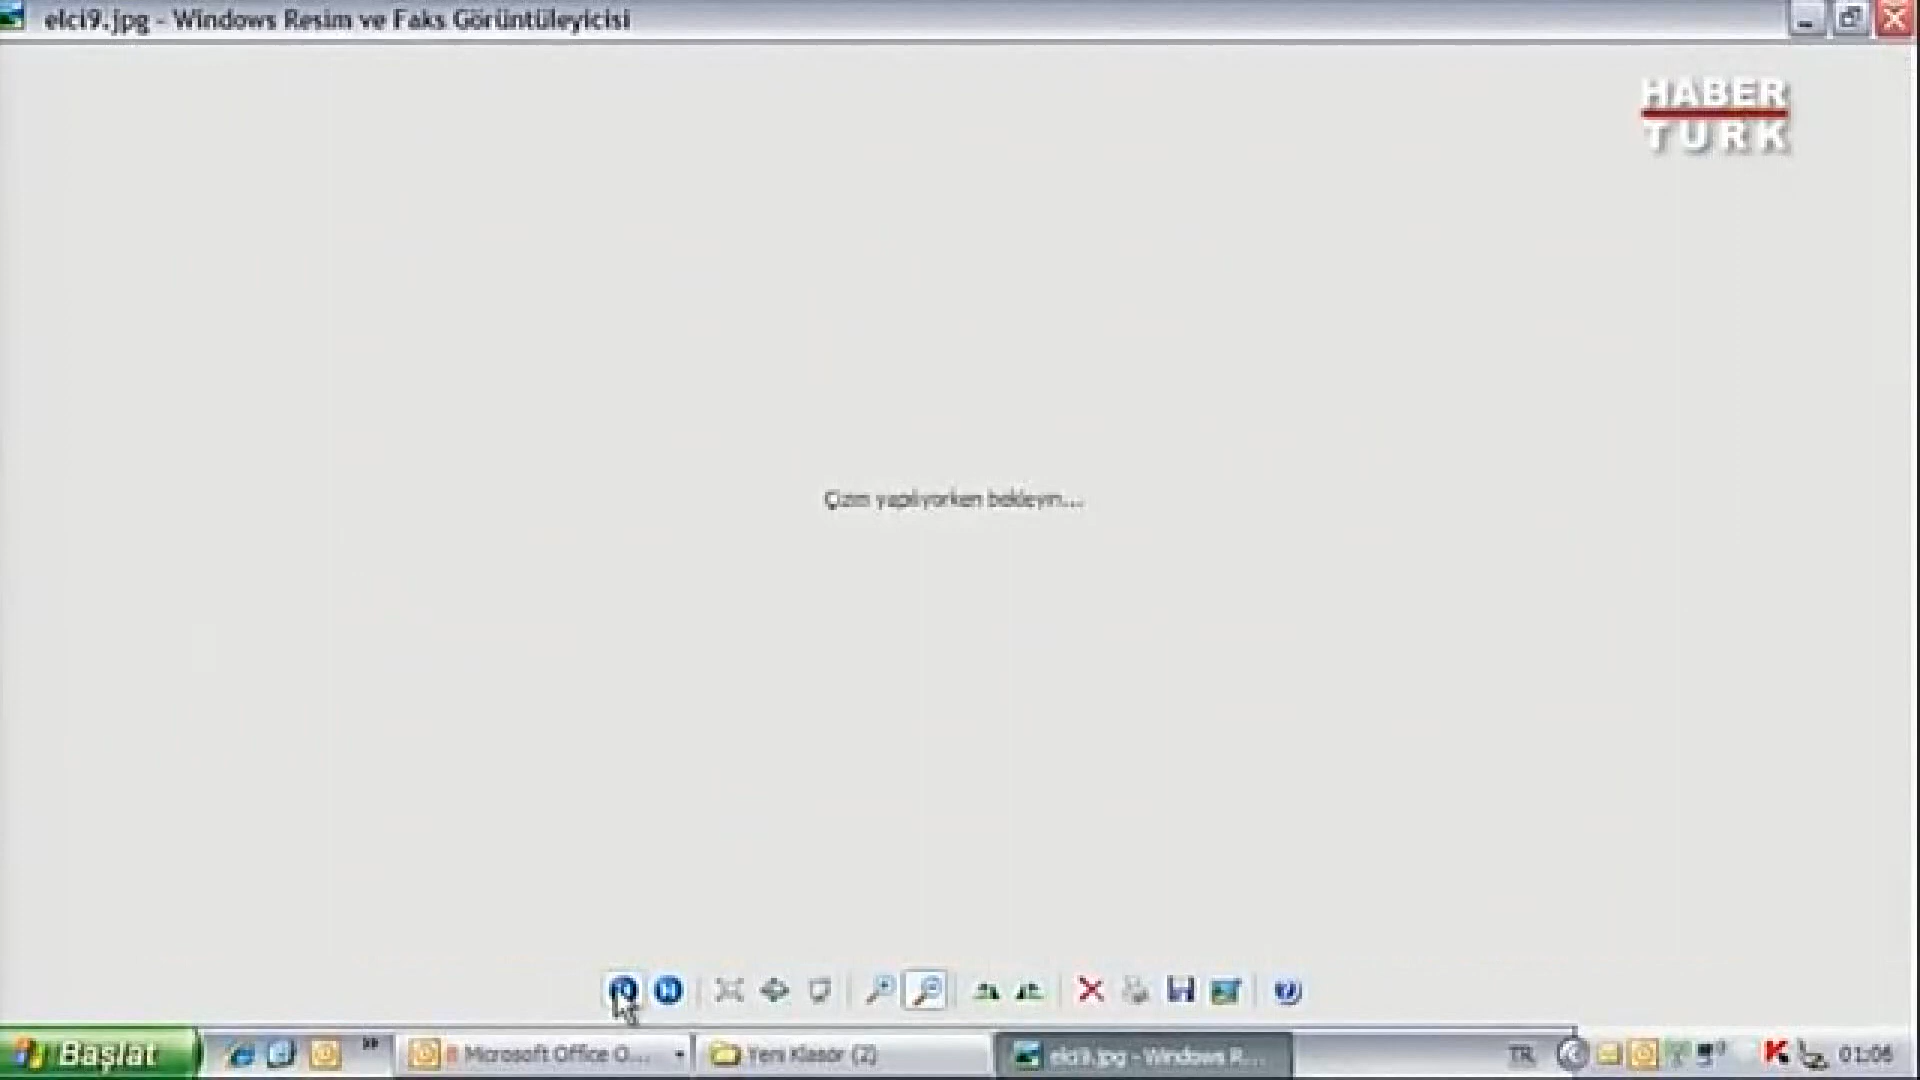 elci9.jpg - Windows Resim ve Faks Görüntüleyicisi
HABER
TURK
Çizim yapılıyorken bekleyin...
Başlat
»
8 Microsoft Office O...
Yeni Klasör (2)
elci9.jpg - Windows R...
TR
01:06